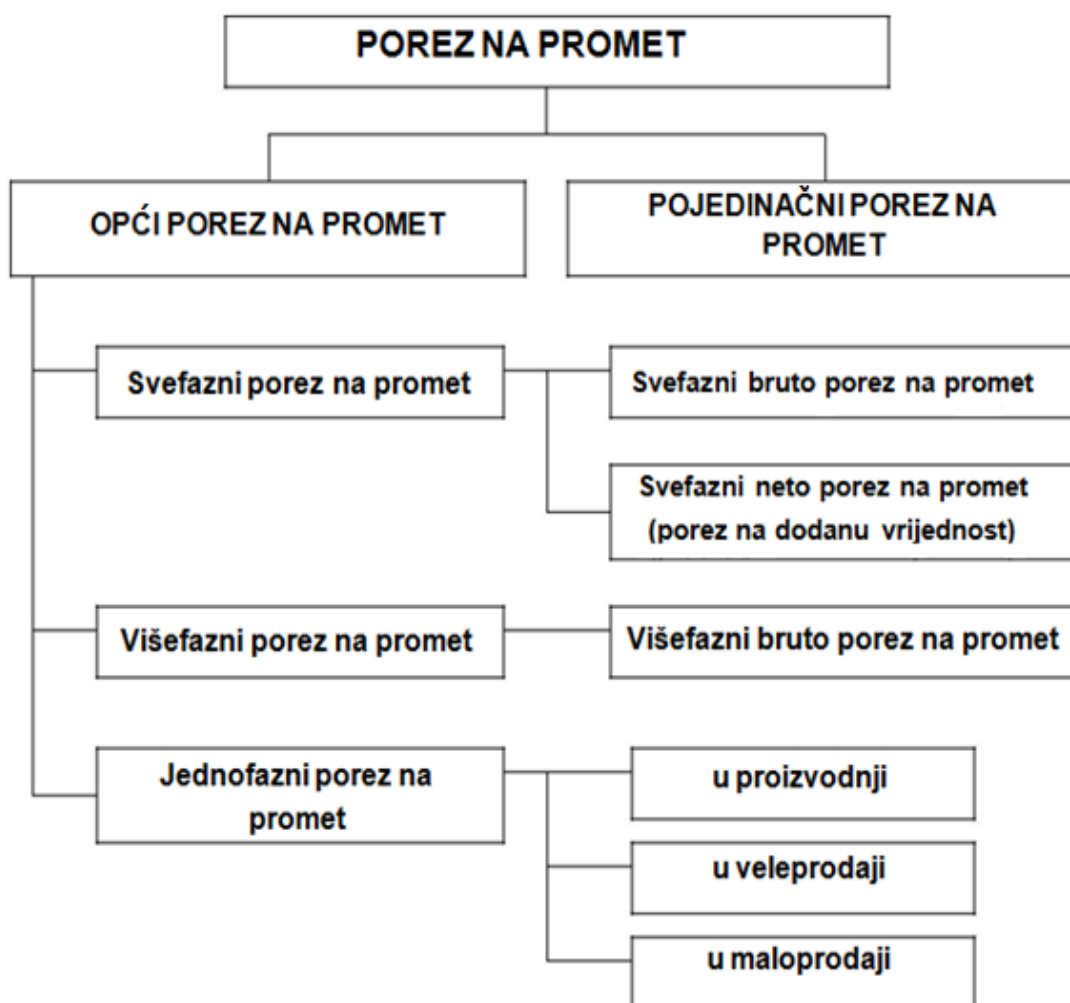 POREZ NA PROMET
OPĆI POREZ NA PROMET
POJEDINAČNI POREZ NA
PROMET
Svefazni porez na promet
Svefazni bruto porez na promet
Svefazni neto porez na promet
(porez na dodanu vrijednost)
Višefazni porez na promet
Višefazni bruto porez na promet
Jednofazni porez na
promet
u proizvodnji
u veleprodaji
u maloprodaji